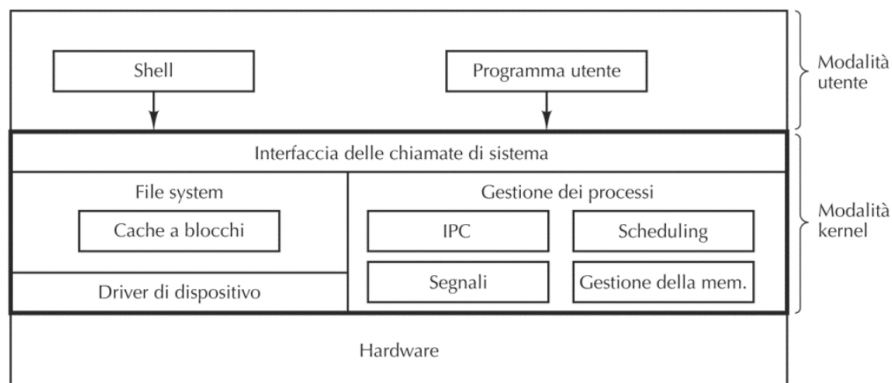 Shell
Programma utente
Modalità
utente
Interfaccia delle chiamate di sistema
File system
Gestione dei processi
Cache a blocchi
IPC
Scheduling
Modalità
kernel
Driver di dispositivo
Segnali
Gestione della mem.
Hardware